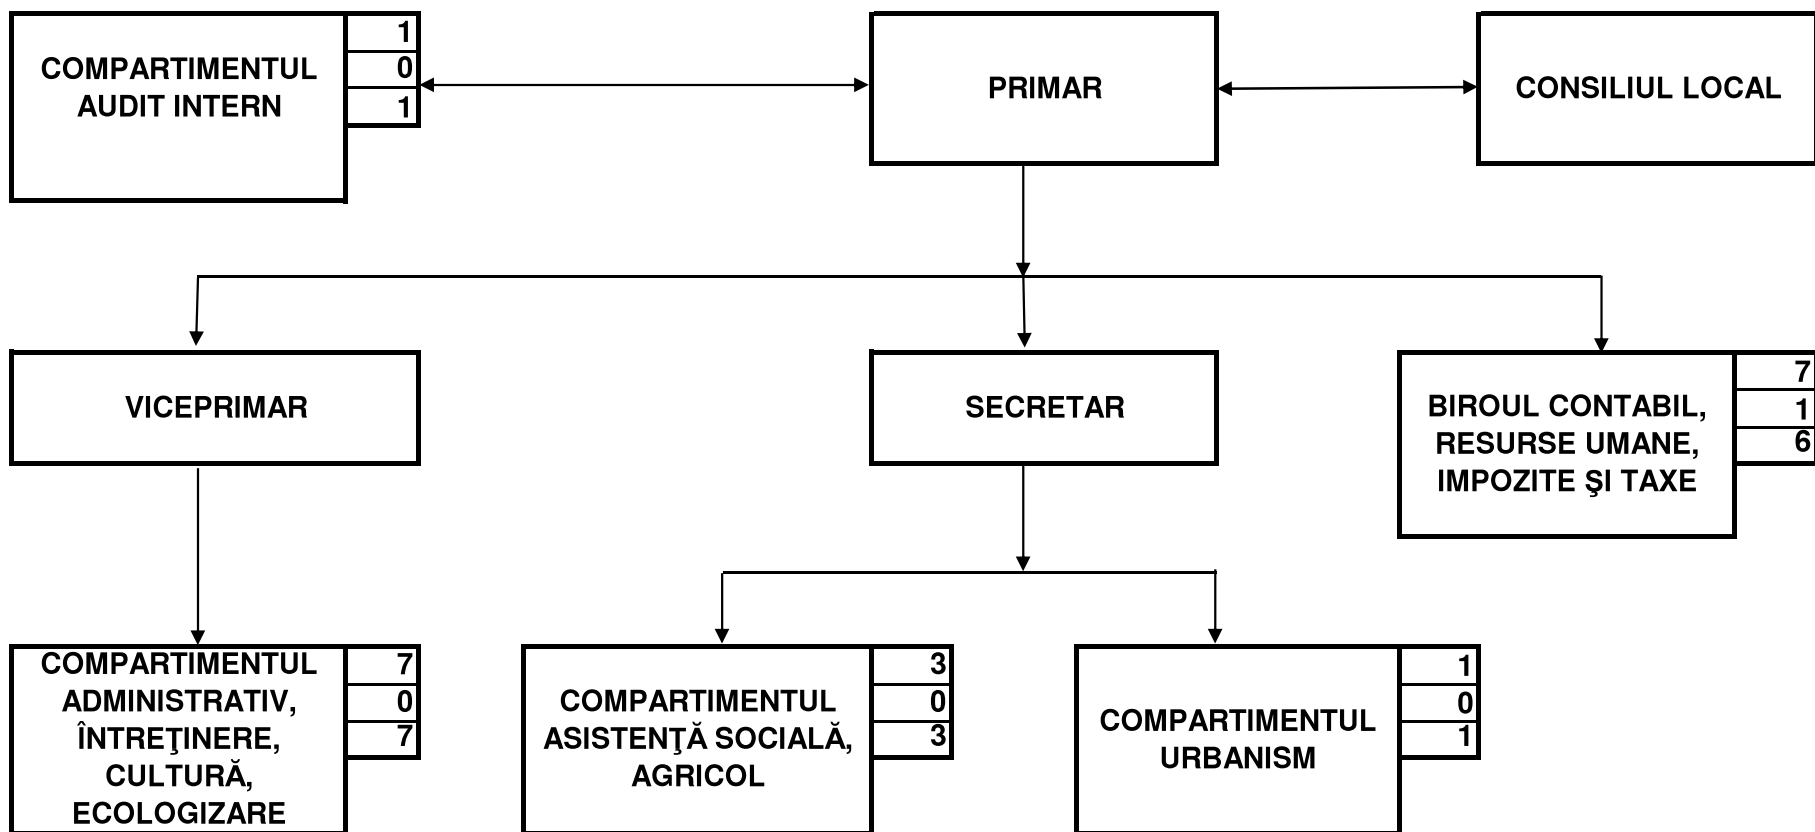 COMPARTIMENTUL
AUDIT INTERN
1
0
1
PRIMAR
CONSILIUL LOCAL
VICEPRIMAR
SECRETAR
BIROUL CONTABIL,
RESURSE UMANE,
IMPOZITE ŞI TAXE
7
1
6
COMPARTIMENTUL
ADMINISTRATIV,
ÎNTREŢINERE,
CULTURĂ,
ECOLOGIZARE
7
0
7
COMPARTIMENTUL
ASISTENŢĂ SOCIALĂ,
AGRICOL
3
0
3
COMPARTIMENTUL
URBANISM
1
0
1